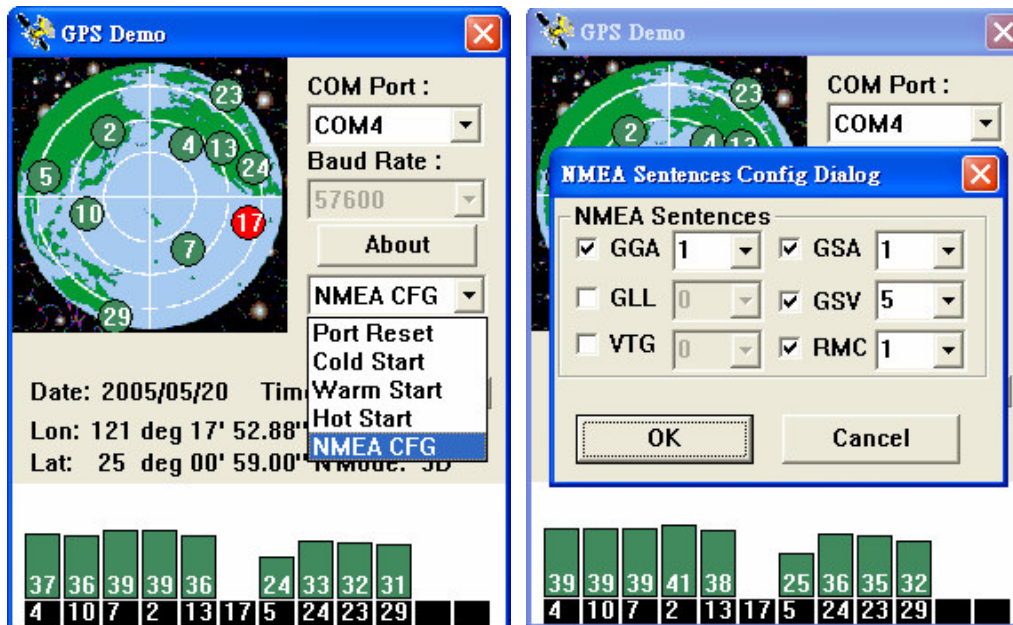 GPS Demo
23
2
4
13
24
5
10
17
7
29
COM Port :
COM4
Baud Rate :
57600
About
NMEA CFG
Port Reset
Cold Start
Warm Start
Hot Start
NMEA CFG
Date: 2005/05/20
Lon: 121 deg 17' 52.88"
Lat: 25 deg 00' 59.00" N
37 36 39 39 36 24 33 32 31
4 10 7 2 13 17 5 24 23 29
GPS Demo
23
2
4
13
COM Port :
COM4
NMEA Sentences Config Dialog
NMEA Sentences
GGA 1 GSA 1
GLL 0 GSV 5
VTG 0 RMC 1
OK Cancel
39 39 39 41 38 25 36 35 32
4 10 7 2 13 17 5 24 23 29